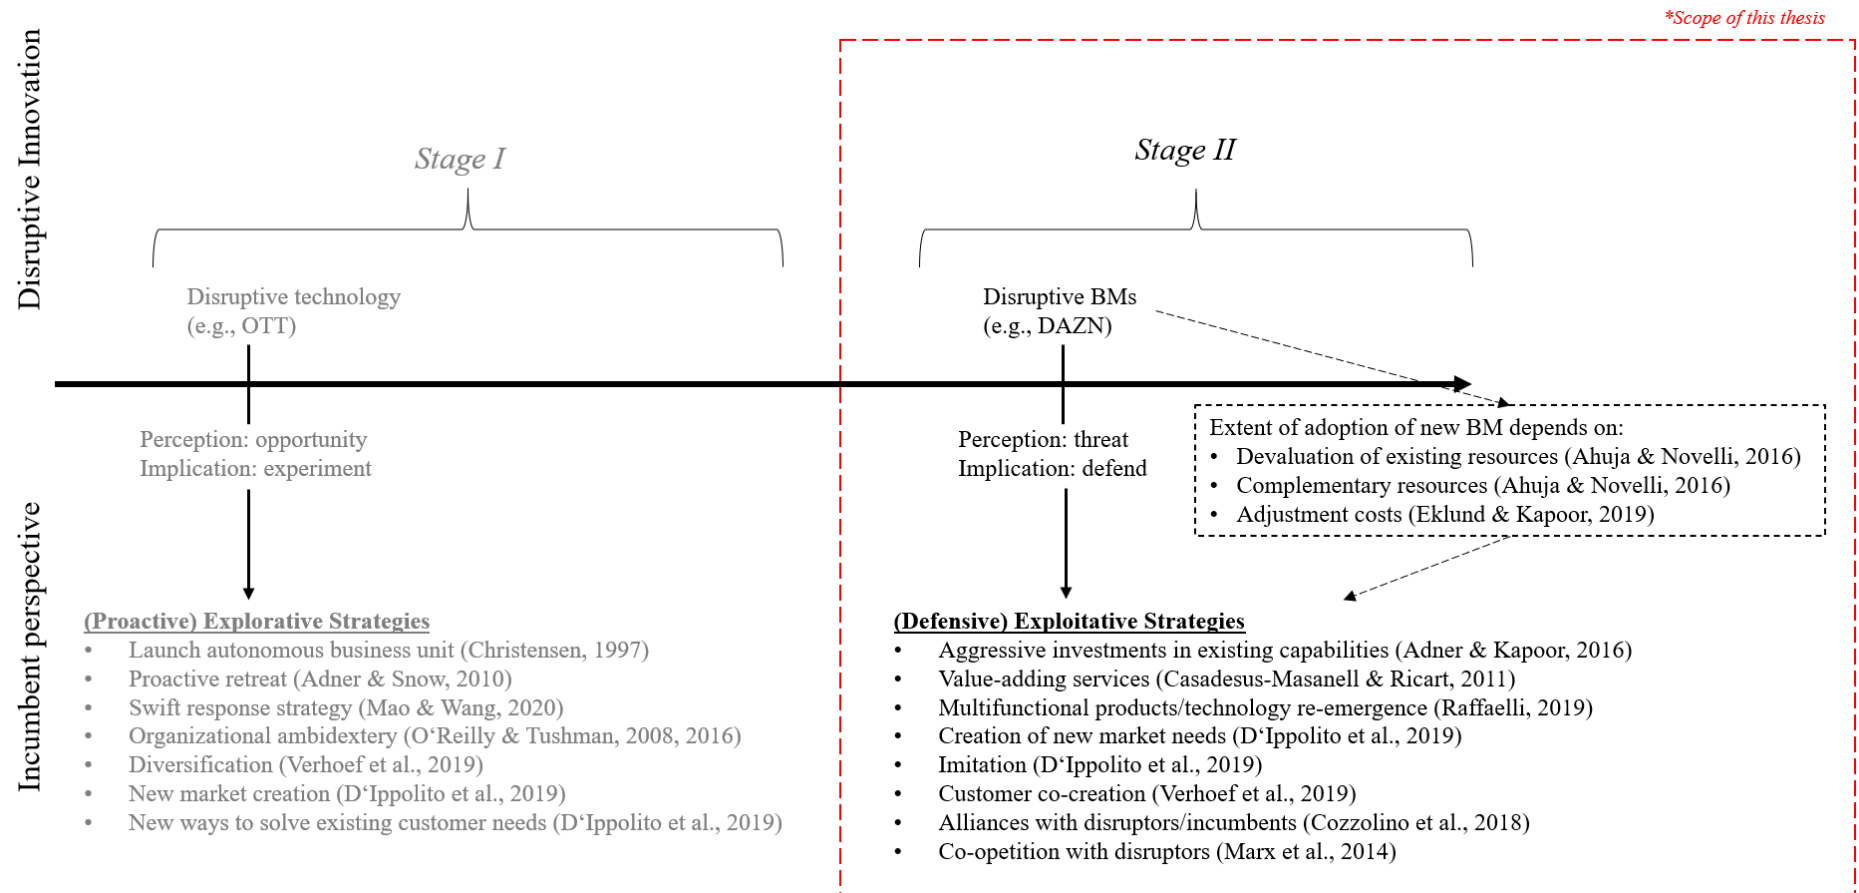 *Scope of this thesis
Disruptive Innovation
Stage I
Stage II
Disruptive technology
(e.g., OTT)
Disruptive BMs
(e.g., DAZN)
Incumbent perspective
Perception: opportunity
Implication: experiment
Perception: threat
Implication: defend
Extent of adoption of new BM depends on:
• Devaluation of existing resources (Ahuja & Novelli, 2016)
• Complementary resources (Ahuja & Novelli, 2016)
• Adjustment costs (Eklund & Kapoor, 2019)
(Proactive) Explorative Strategies
• Launch autonomous business unit (Christensen, 1997)
• Proactive retreat (Adner & Snow, 2010)
• Swift response strategy (Mao & Wang, 2020)
• Organizational ambidextery (O‘Reilly & Tushman, 2008, 2016)
• Diversification (Verhoef et al., 2019)
• New market creation (D‘Ippolito et al., 2019)
• New ways to solve existing customer needs (D‘Ippolito et al., 2019)
(Defensive) Exploitative Strategies
• Aggressive investments in existing capabilities (Adner & Kapoor, 2016)
• Value-adding services (Casadesus-Masanell & Ricart, 2011)
• Multifunctional products/technology re-emergence (Raffaelli, 2019)
• Creation of new market needs (D‘Ippolito et al., 2019)
• Imitation (D‘Ippolito et al., 2019)
• Customer co-creation (Verhoef et al., 2019)
• Alliances with disruptors/incumbents (Cozzolino et al., 2018)
• Co-opetition with disruptors (Marx et al., 2014)